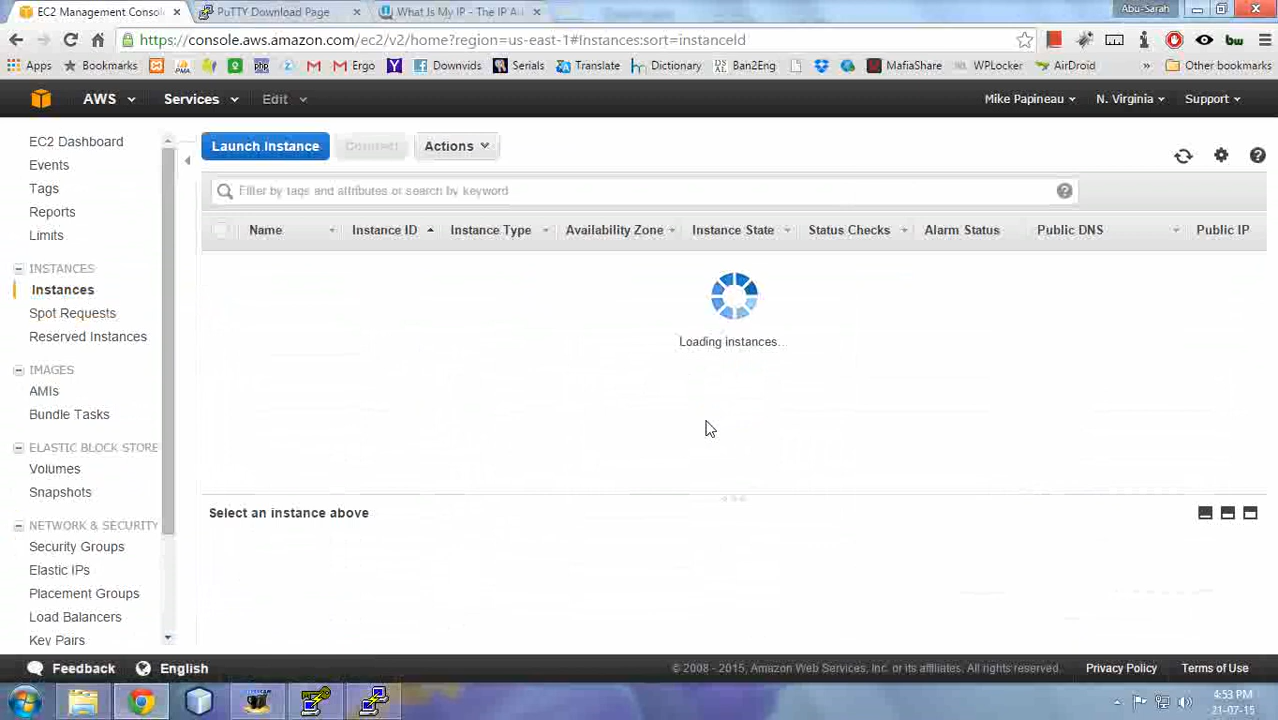 EC2 Management Conso
PuTTY Download Page
What Is My IP - The IP A
Abu-Sarah
https://console.aws.amazon.com/ec2/v2/home?region=us-east-1#Instances:sort=instanceId
Apps Bookmarks Ergo Downvids Serials Translate Dictionary Ban2Eng MafiaShare WPLocker AirDroid » Other bookmarks
AWS Services Edit Mike Papineau N. Virginia Support
EC2 Dashboard
Events
Tags
Reports
Limits
INSTANCES
Instances
Spot Requests
Reserved Instances
IMAGES
AMIs
Bundle Tasks
ELASTIC BLOCK STORE
Volumes
Snapshots
NETWORK & SECURITY
Security Groups
Elastic IPs
Placement Groups
Load Balancers
Key Pairs
Launch Instance Connect Actions
Filter by tags and attributes or search by keyword
Name Instance ID Instance Type Availability Zone Instance State Status Checks Alarm Status Public DNS Public IP
Loading instances...
Select an instance above
Feedback English © 2008 - 2015, Amazon Web Services, Inc. or its affiliates. All rights reserved. Privacy Policy Terms of Use
4:53 PM
21-07-15